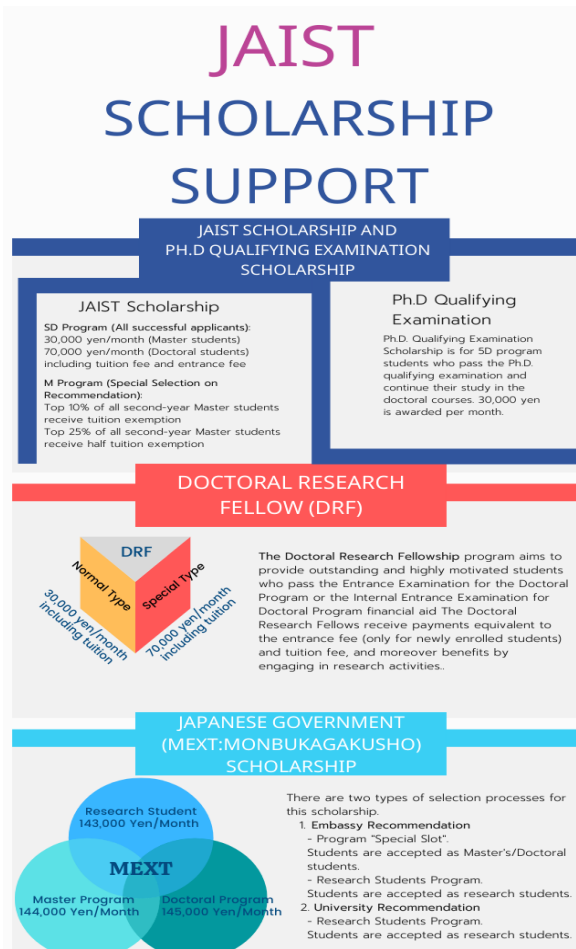 JAIST
SCHOLARSHIP
SUPPORT
JAIST SCHOLARSHIP AND
PH.D QUALIFYING EXAMINATION
SCHOLARSHIP
JAIST Scholarship
SD Program (All successful applicants):
30,000 yen/month (Master students)
70,000 yen/month (Doctoral students)
including tuition fee and entrance fee
M Program (Special Selection on
Recommendation):
Top 10% of all second-year Master students
receive tuition exemption
Top 25% of all second-year Master students
receive half tuition exemption
Ph.D Qualifying
Examination
Ph.D. Qualifying Examination
Scholarship is for 5D program
students who pass the Ph.D.
qualifying examination and
continue their study in the
doctoral courses. 30,000 yen
is awarded per month.
DOCTORAL RESEARCH
FELLOW (DRF)
DRF
Normal Type
Special Type
30,000 yen/month
including tuition
70,000 yen/month
including tuition
The Doctoral Research Fellowship program aims to
provide outstanding and highly motivated students
who pass the Entrance Examination for the Doctoral
Program or the Internal Entrance Examination for
Doctoral Program financial aid The Doctoral
Research Fellows receive payments equivalent to
the entrance fee (only for newly enrolled students)
and tuition fee, and moreover benefits by
engaging in research activities..
JAPANESE GOVERNMENT
(MEXT:MONBUKAGAKUSHO)
SCHOLARSHIP
Research Student
143,000 Yen/Month
MEXT
Master Program
144,000 Yen/Month
Doctoral Program
145,000 Yen/Month
There are two types of selection processes for
this scholarship.
1. Embassy Recommendation
- Program "Special Slot".
Students are accepted as Master's/Doctoral
students.
- Research Students Program.
Students are accepted as research students.
2. University Recommendation
- Research Students Program.
Students are accepted as research students.